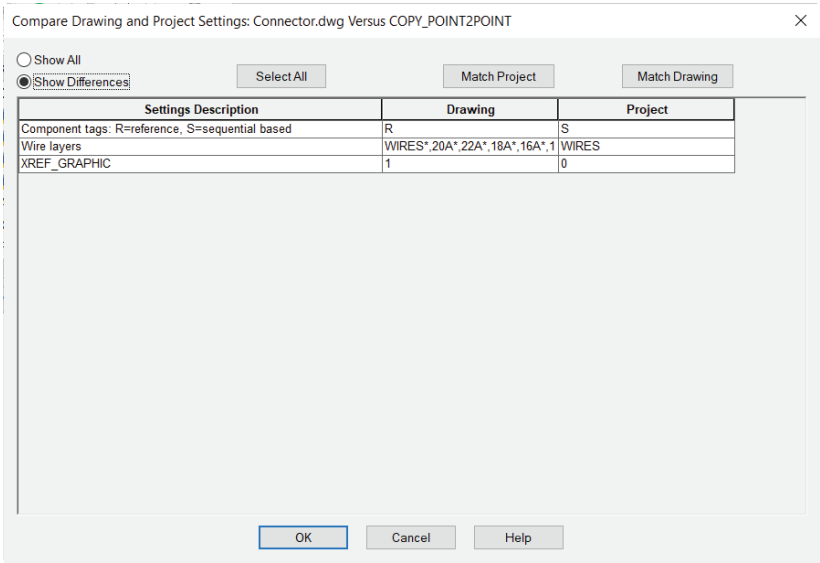 Compare Drawing and Project Settings: Connector.dwg Versus COPY_POINT2POINT
Show All
Show Differences
Select All
Match Project
Match Drawing
Settings Description Drawing Project
Component tags: R=reference, S=sequential based R S
Wire layers WIRES*,20A*,22A*,18A*,16A*,1 WIRES
XREF_GRAPHIC 1 0
OK Cancel Help